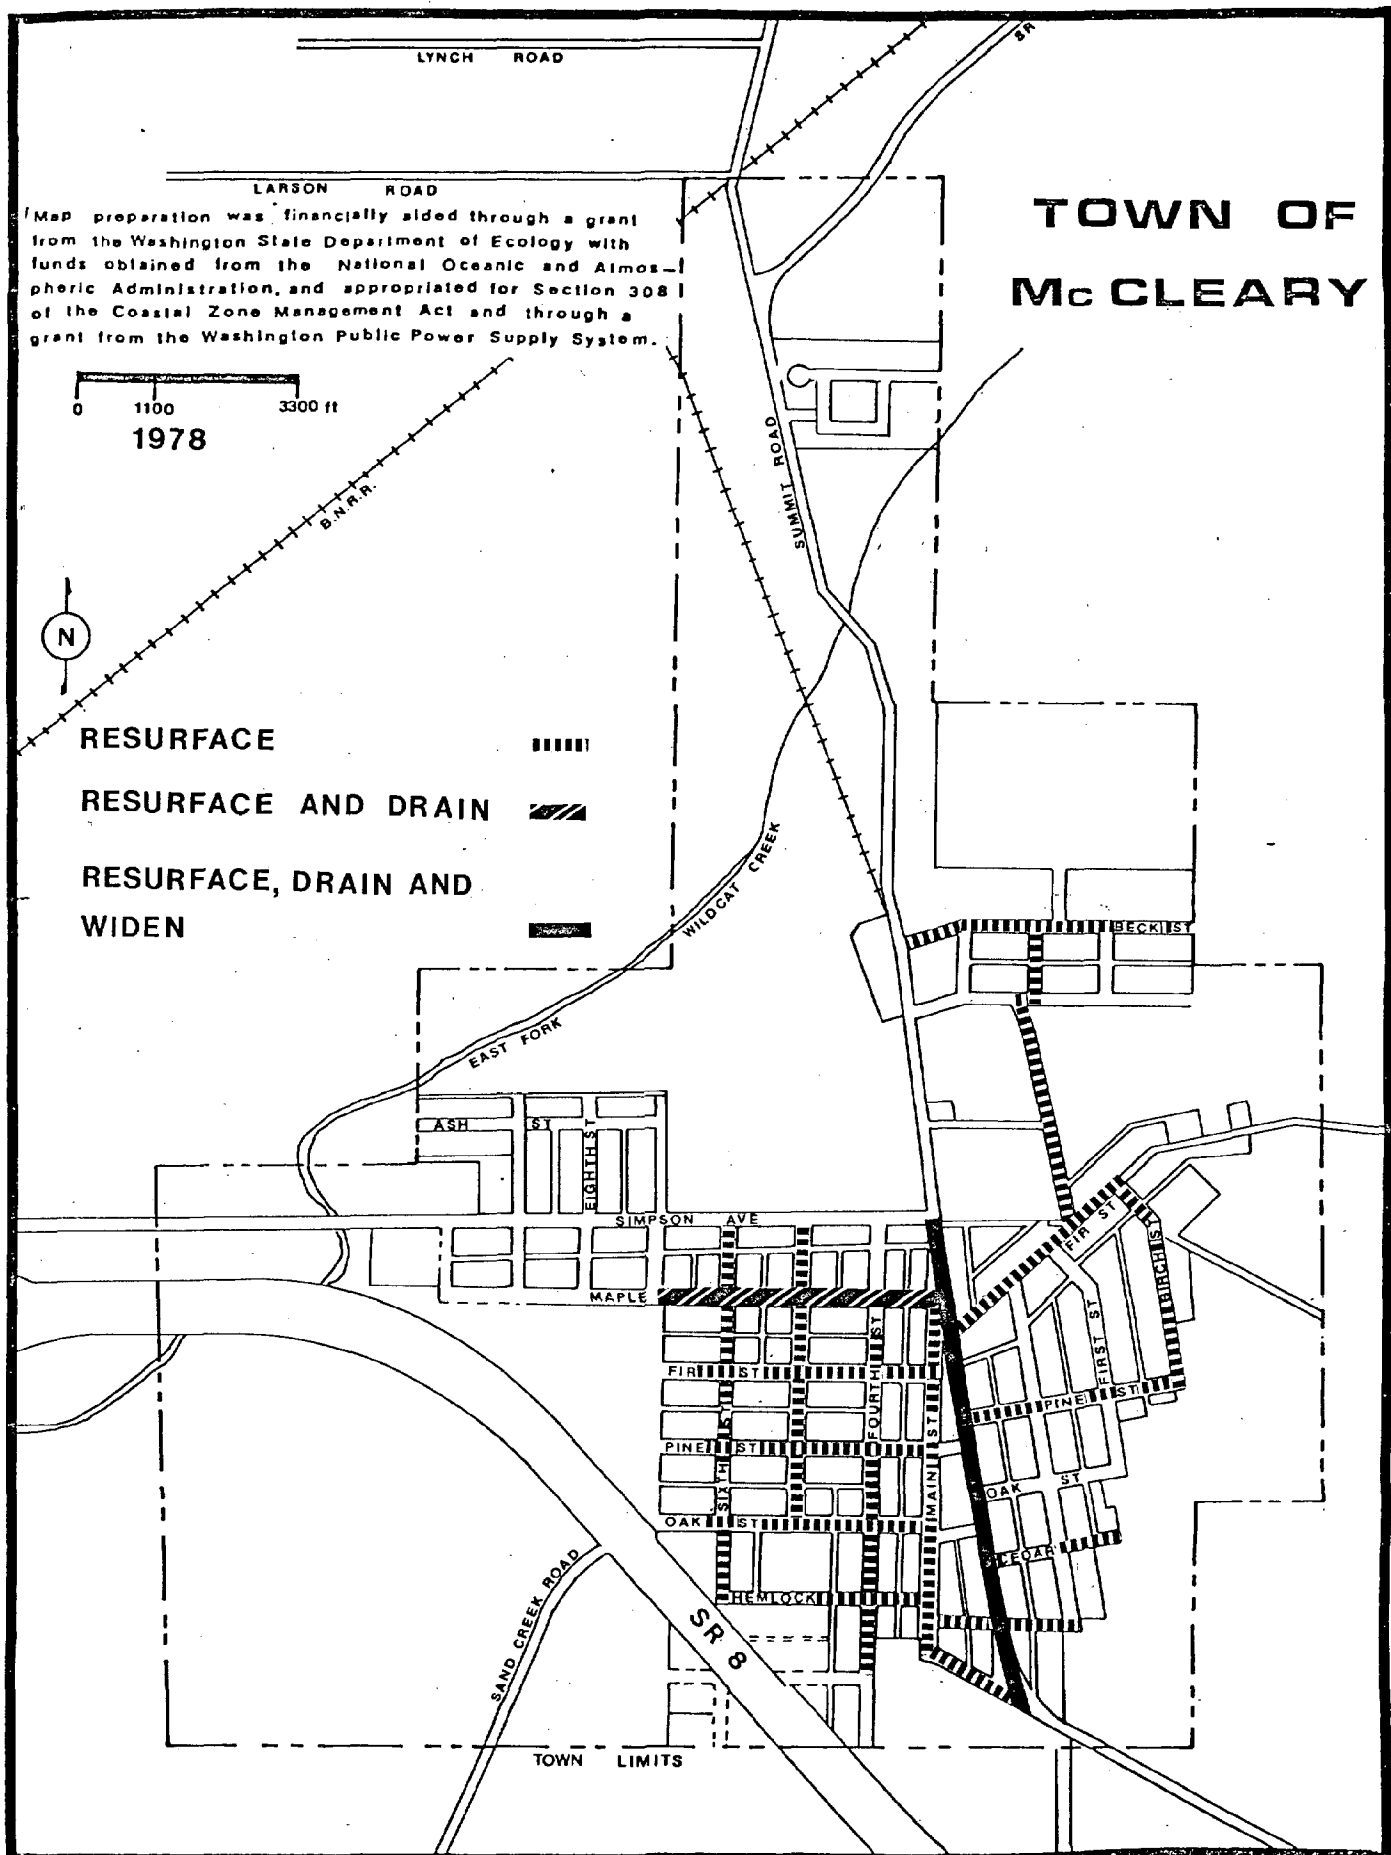 LYNCH ROAD
SR
LARSON ROAD
TOWN OF
McCLEARY
Map preparation was financially aided through a grant
from the Washington State Department of Ecology with
funds obtained from the National Oceanic and Atmos-
pheric Administration, and appropriated for Section 308
of the Coastal Zone Management Act and through a
grant from the Washington Public Power Supply System.
0 1100 3300 ft
1978
B.N.R.R.
SUMMIT ROAD
N
RESURFACE
RESURFACE AND DRAIN
RESURFACE, DRAIN AND
WIDEN
WILDCAT CREEK
EAST FORK
BECK ST
ASH ST
EIGHTH ST
SIMPSON AVE
MAPLE
FIR ST
BIRCH ST
FIRST ST
FIR ST
FOURTH ST
PINE ST
PINE ST
SIXTH ST
MAIN ST
OAK ST
OAK ST
CEDAR
HEMLOCK
SAND CREEK ROAD
SR 8
TOWN LIMITS